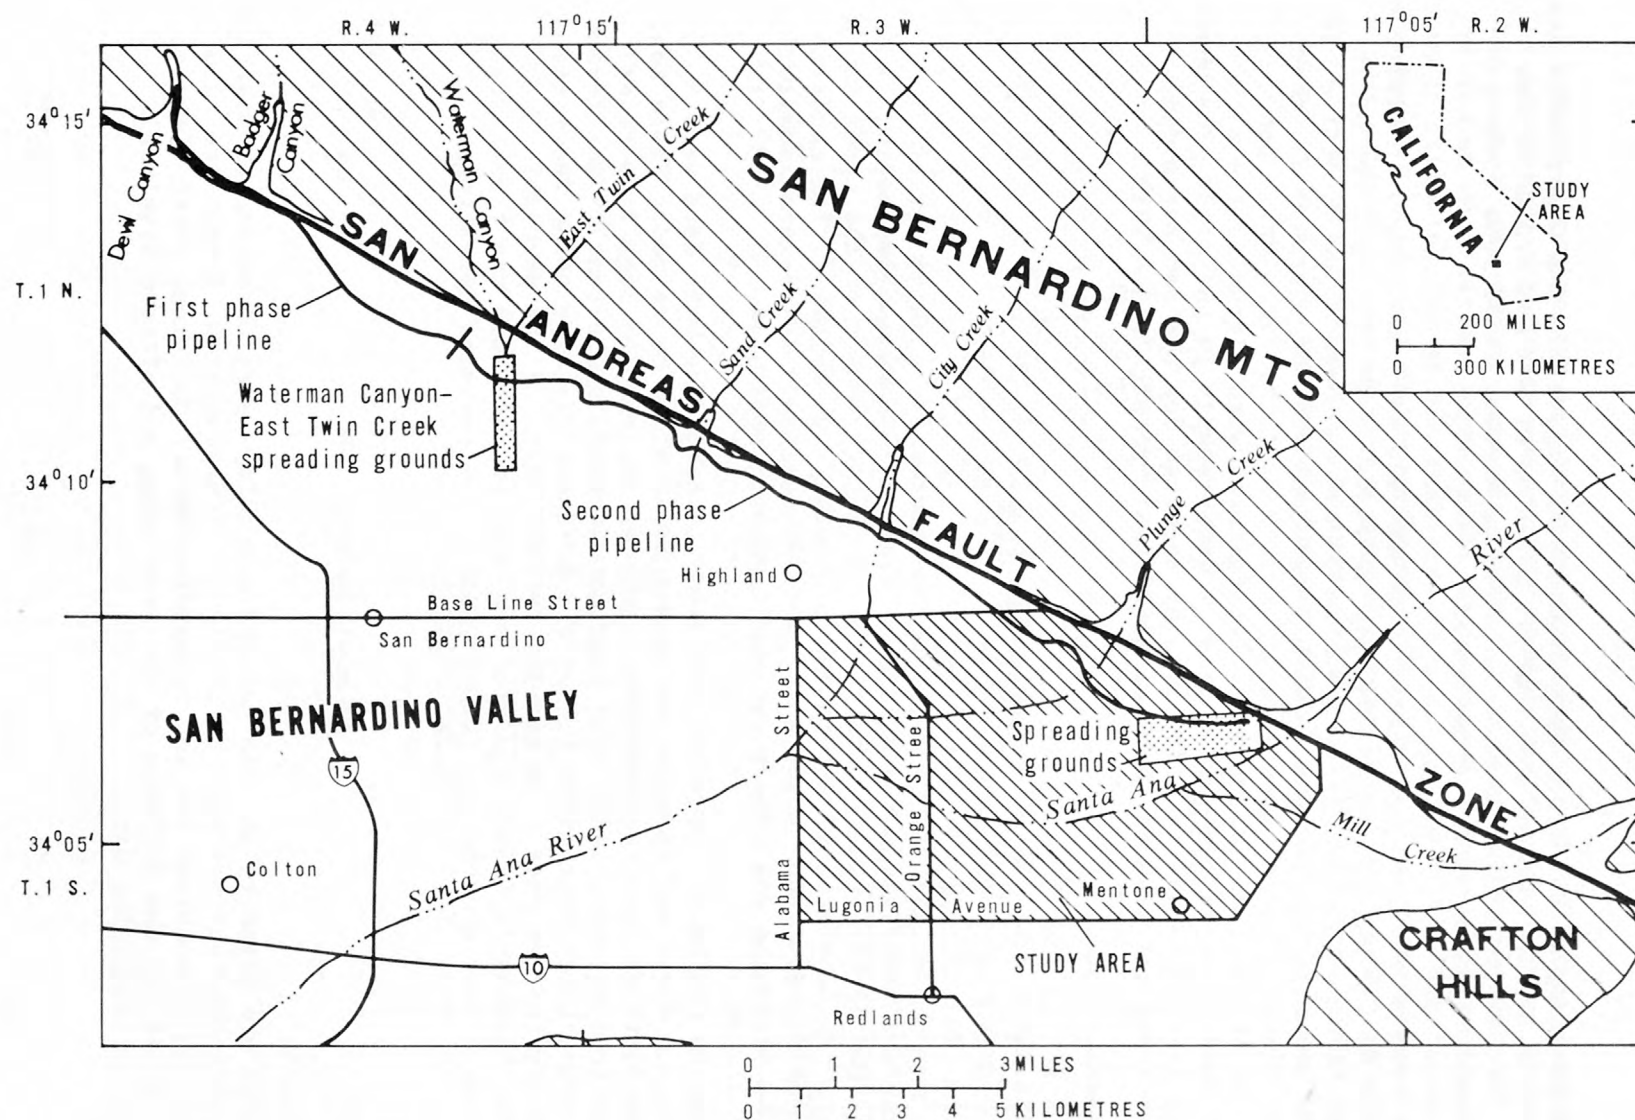 R.4 W.
117°15'
R.3 W.
117°05'
R.2 W.
34°15'
T.1 N.
34°10'
34°05'
T.1 S.
Devil Canyon
Badger
Canyon
Waterman Canyon
East Twin Creek
Sand Creek
City Creek
Plunge Creek
River
SAN BERNARDINO MTS
SAN ANDREAS FAULT ZONE
CALIFORNIA
STUDY
AREA
0 200 MILES
0 300 KILOMETRES
First phase
pipeline
Waterman Canyon–
East Twin Creek
spreading grounds
Second phase
pipeline
Highland
Base Line Street
San Bernardino
SAN BERNARDINO VALLEY
15
Alabama Street
Orange Street
Spreading
grounds
Santa Ana
Mill
Creek
Santa Ana River
Colton
Lugonia Avenue
Mentone
10
STUDY AREA
CRAFTON
HILLS
Redlands
0 1 2 3 MILES
0 1 2 3 4 5 KILOMETRES